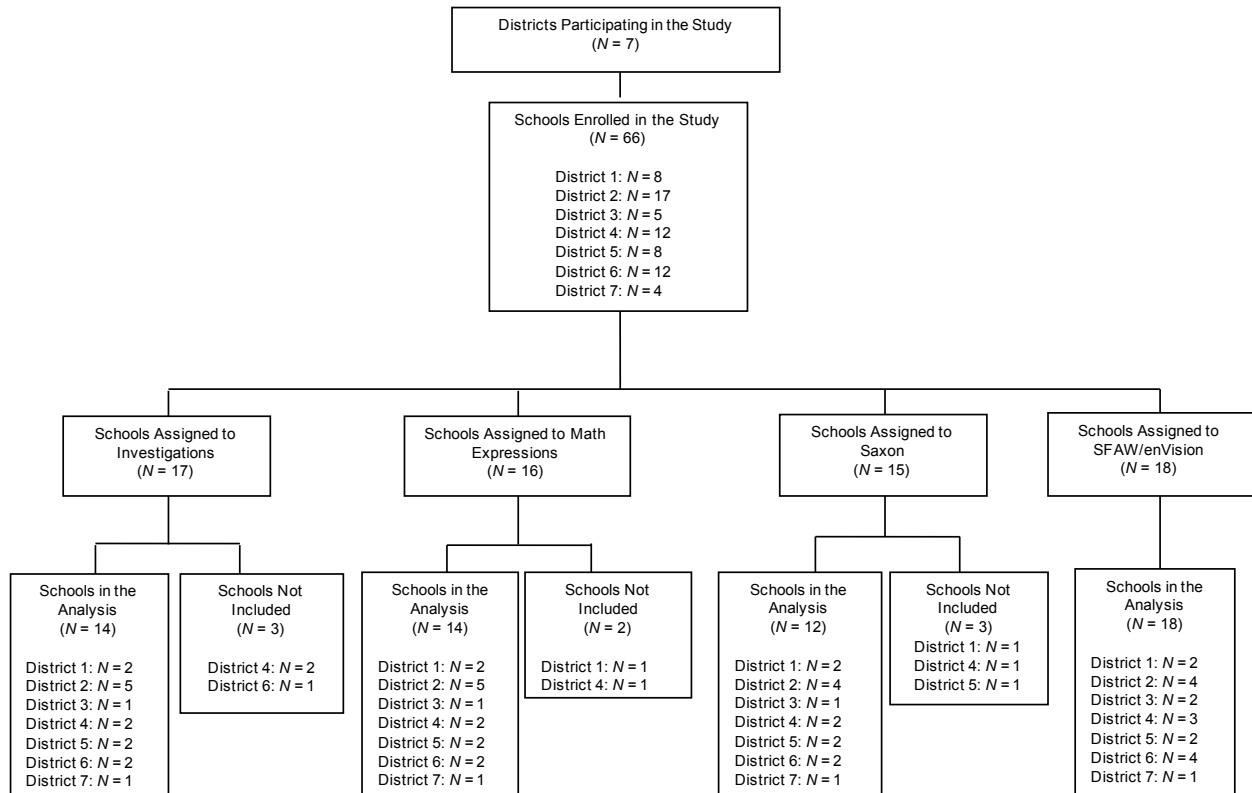 Districts Participating in the Study
(N = 7)
Schools Enrolled in the Study
(N = 66)
District 1: N = 8
District 2: N = 17
District 3: N = 5
District 4: N = 12
District 5: N = 8
District 6: N = 12
District 7: N = 4
Schools Assigned to
Investigations
(N = 17)
Schools Assigned to Math
Expressions
(N = 16)
Schools Assigned to
Saxon
(N = 15)
Schools Assigned to
SFAW/enVision
(N = 18)
Schools in the
Analysis
(N = 14)
District 1: N = 2
District 2: N = 5
District 3: N = 1
District 4: N = 2
District 5: N = 2
District 6: N = 2
District 7: N = 1
Schools Not
Included
(N = 3)
District 4: N = 2
District 6: N = 1
Schools in the
Analysis
(N = 14)
District 1: N = 2
District 2: N = 5
District 3: N = 1
District 4: N = 2
District 5: N = 2
District 6: N = 2
District 7: N = 1
Schools Not
Included
(N = 2)
District 1: N = 1
District 4: N = 1
Schools in the
Analysis
(N = 12)
District 1: N = 2
District 2: N = 4
District 3: N = 1
District 4: N = 2
District 5: N = 2
District 6: N = 2
District 7: N = 1
Schools Not
Included
(N = 3)
District 1: N = 1
District 4: N = 1
District 5: N = 1
Schools in the
Analysis
(N = 18)
District 1: N = 2
District 2: N = 4
District 3: N = 2
District 4: N = 3
District 5: N = 2
District 6: N = 4
District 7: N = 1